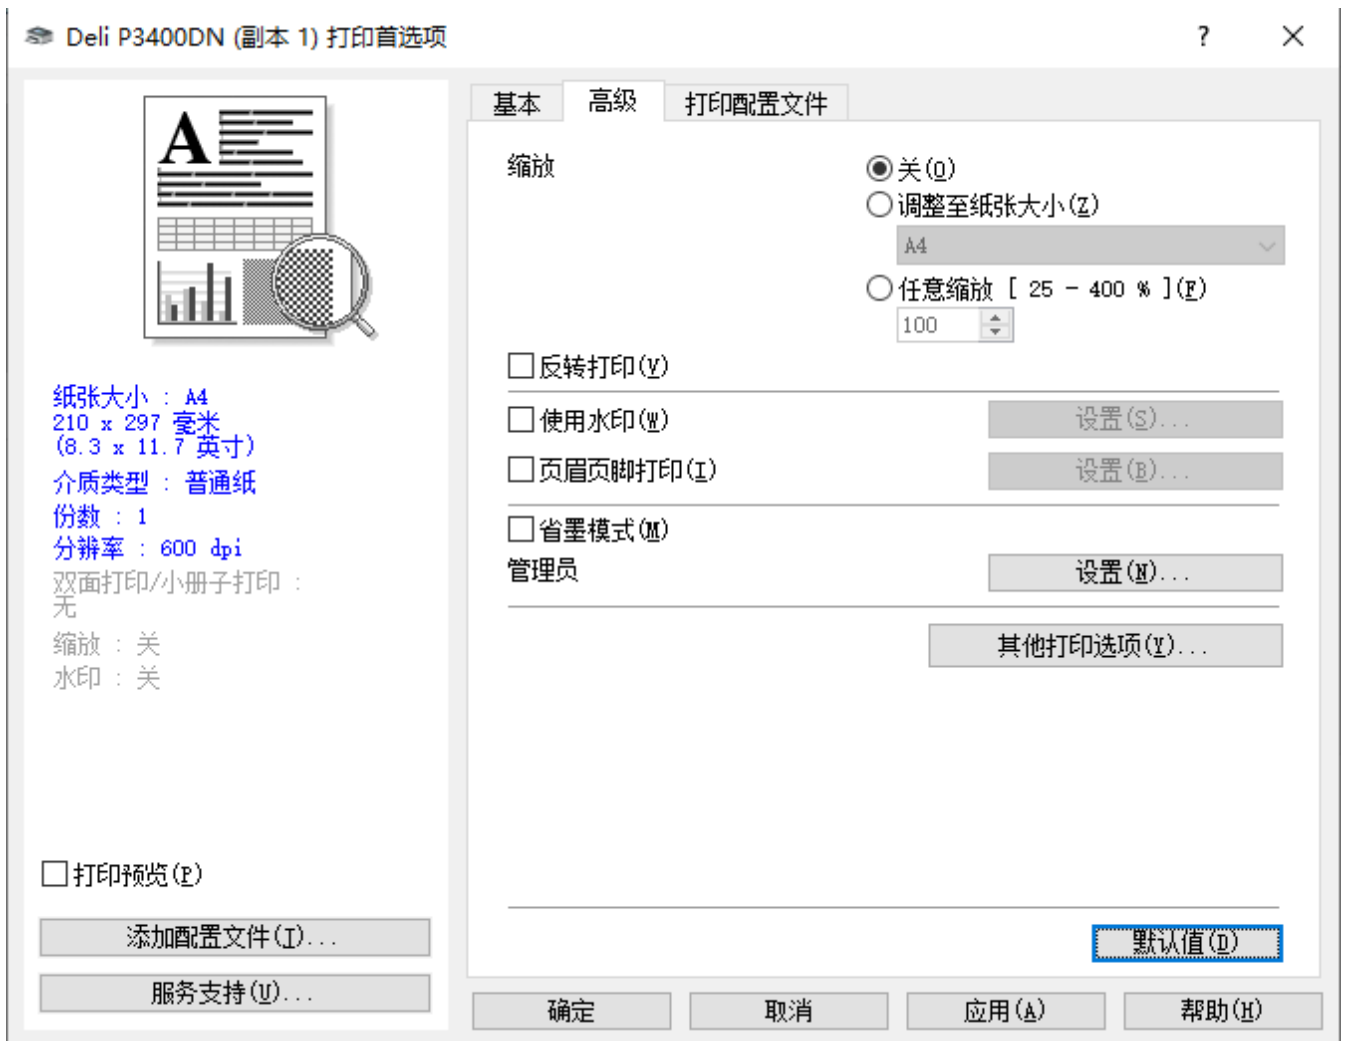 Deli P3400DN (副本 1) 打印首选项
?
A
纸张大小 : A4
210 x 297 毫米
(8.3 x 11.7 英寸)
介质类型 : 普通纸
份数 : 1
分辨率 : 600 dpi
双面打印/小册子打印 :
无
缩放 : 关
水印 : 关
打印预览(P)
添加配置文件(I)...
服务支持(U)...
基本 高级 打印配置文件
缩放
关(O)
调整至纸张大小(Z)
A4
任意缩放 [ 25 - 400 % ](F)
100
反转打印(V)
使用水印(W) 设置(S)...
页眉页脚打印(I) 设置(B)...
省墨模式(M)
管理员 设置(N)...
其他打印选项(Y)...
默认值(D)
确定 取消 应用(A) 帮助(H)